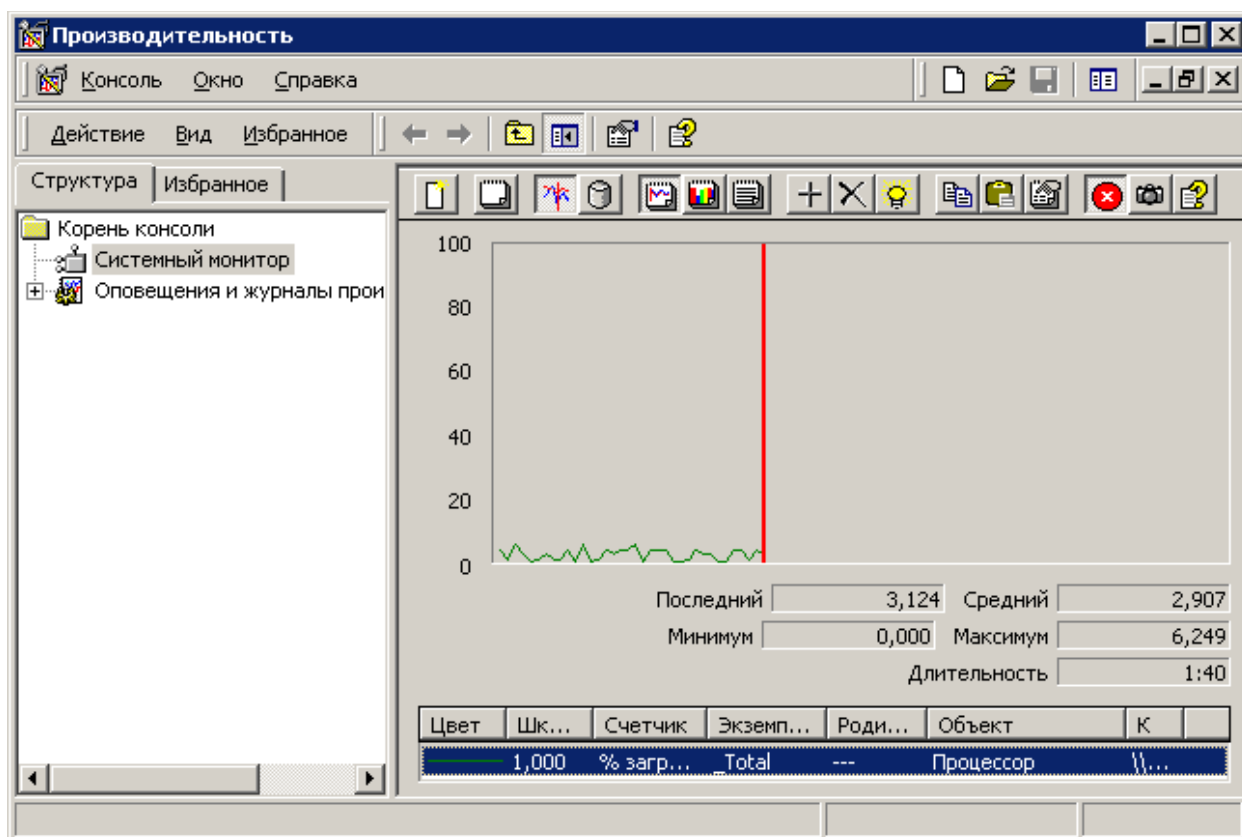 Производительность
Консоль Окно Справка
Действие Вид Избранное
Структура Избранное
Корень консоли
Системный монитор
Оповещения и журналы прои
100
80
60
40
20
0
Последний 3,124 Средний 2,907
Минимум 0,000 Максимум 6,249
Длительность 1:40
Цвет Шк... Счетчик Экземп... Роди... Объект К
1,000 % загр... _Total --- Процессор \\...